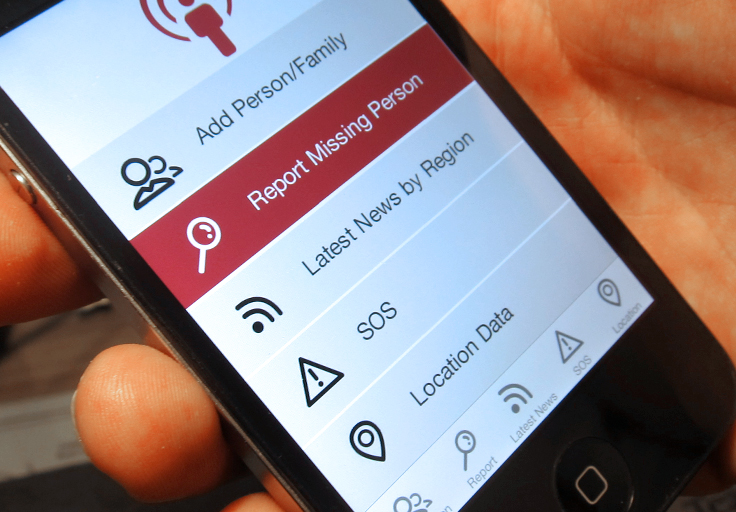 Add Person/Family
Report Missing Person
Latest News by Region
SOS
Location Data
Report
Latest News
SOS
Location